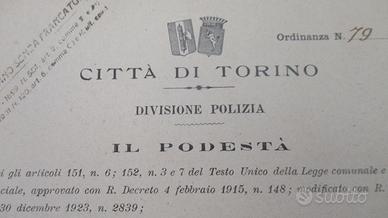 Ordinanza N. 79
CITTÀ DI TORINO
DIVISIONE POLIZIA
IL PODESTÀ
i gli articoli 151, n. 6; 152, n. 3 e 7 del Testo Unico della Legge comunale e
ciale, approvato con R. Decreto 4 febbraio 1915, n. 148; modificato con R.
30 dicembre 1923, n. 2839;
subito